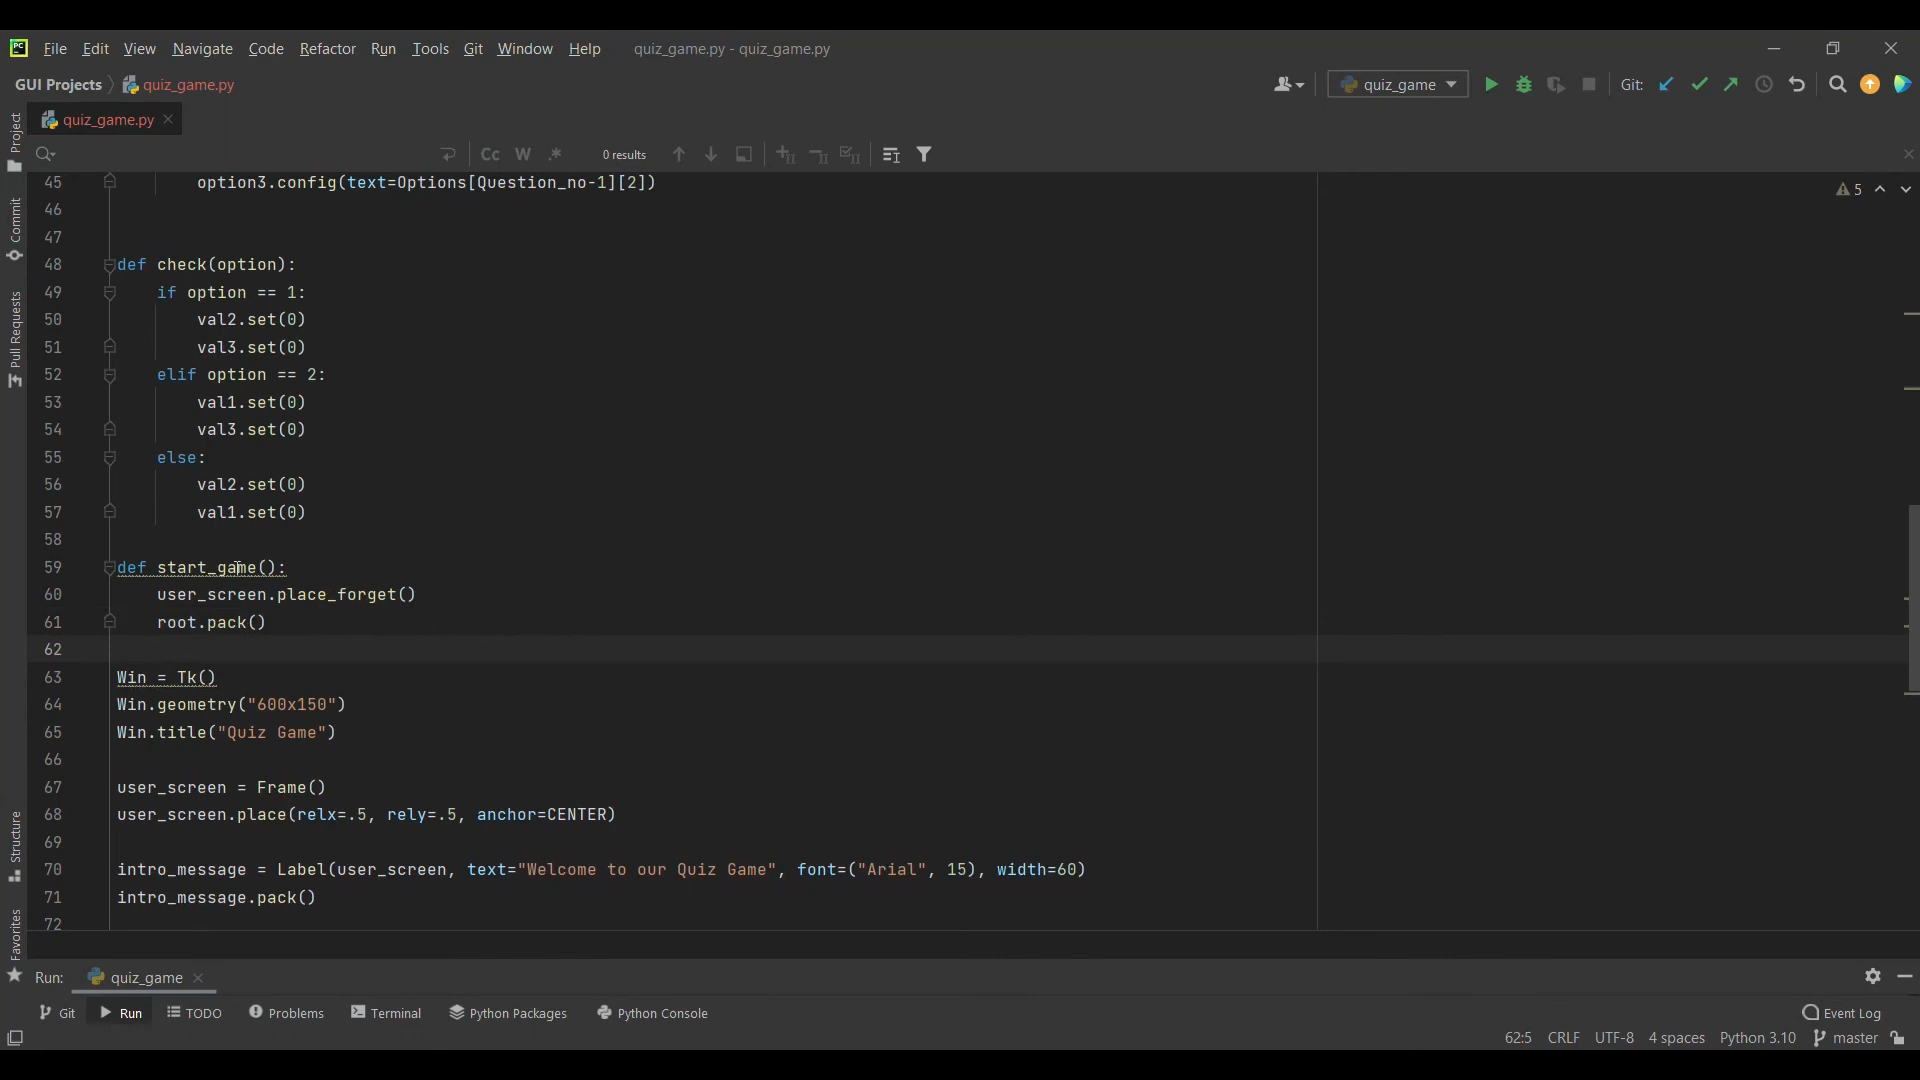 File Edit View Navigate Code Refactor Run Tools Git Window Help quiz_game.py - quiz_game.py
GUI Projects quiz_game.py quiz_game Git:
quiz_game.py
Cc W .* 0 results
45 option3.config(text=Options[Question_no-1][2])
5
46
47
48 def check(option):
49 if option == 1:
50 val2.set(0)
51 val3.set(0)
52 elif option == 2:
53 val1.set(0)
54 val3.set(0)
55 else:
56 val2.set(0)
57 val1.set(0)
58
59 def start_game():
60 user_screen.place_forget()
61 root.pack()
62
63 Win = Tk()
64 Win.geometry("600x150")
65 Win.title("Quiz Game")
66
67 user_screen = Frame()
68 user_screen.place(relx=.5, rely=.5, anchor=CENTER)
69
70 intro_message = Label(user_screen, text="Welcome to our Quiz Game", font=("Arial", 15), width=60)
71 intro_message.pack()
72
Project
Commit
Pull Requests
Structure
Favorites
Run: quiz_game
Git Run TODO Problems Terminal Python Packages Python Console Event Log
62:5 CRLF UTF-8 4 spaces Python 3.10 master